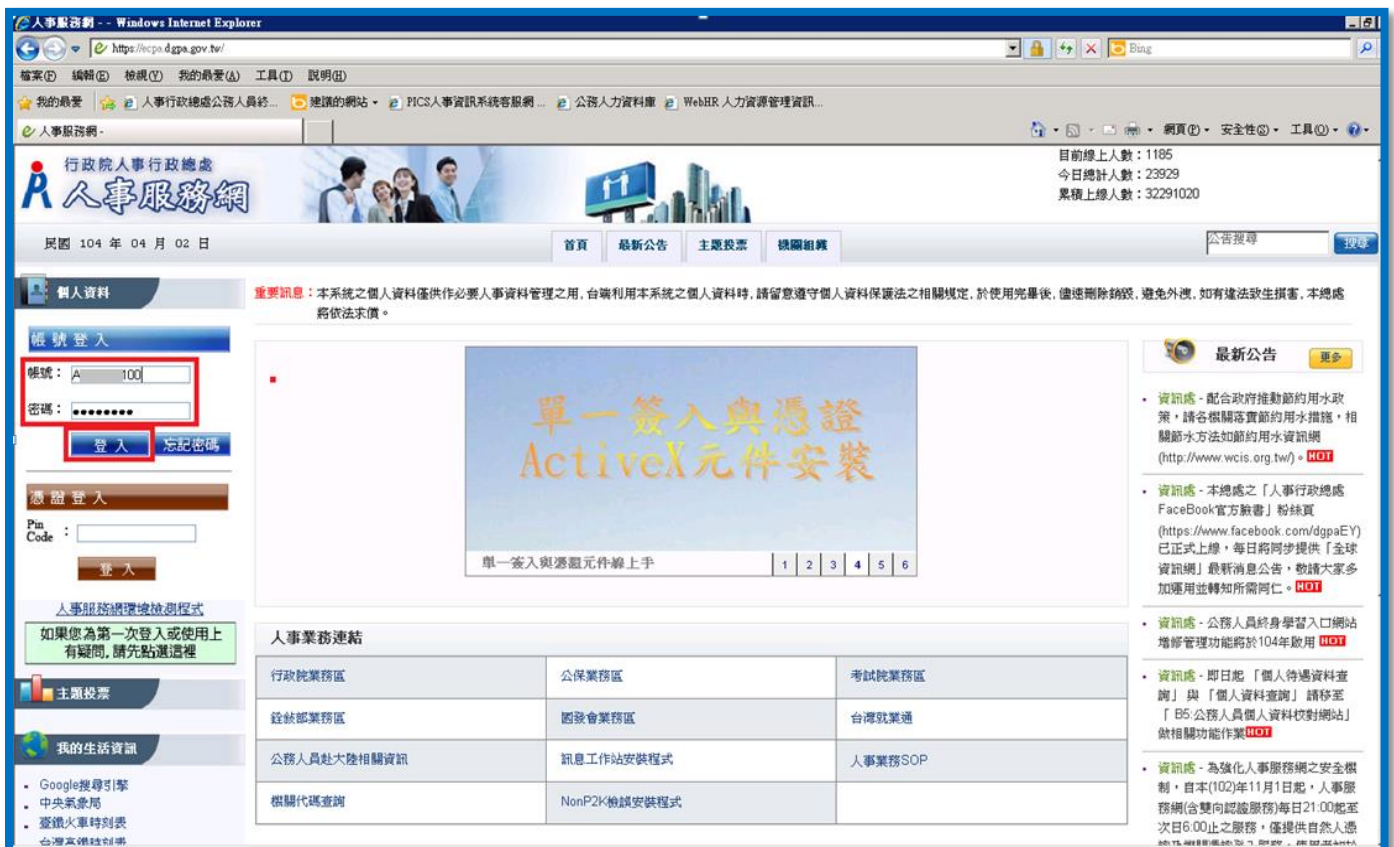 人事服務網 - - Windows Internet Explorer
https://ecpa.dgpa.gov.tw/
Bing
檔案(F) 編輯(E) 檢視(V) 我的最愛(A) 工具(T) 說明(H)
我的最愛 人事行政總處公務人員終... 建議的網站 PICS人事資訊系統客服網... 公務人力資料庫 WebHR 人力資源管理資訊...
人事服務網 -
網頁(P) 安全性(S) 工具(O)
行政院人事行政總處
人事服務網
目前線上人數：1185
今日總計人數：23929
累積上線人數：32291020
民國 104 年 04 月 02 日
首頁 最新公告 主題投票 機關組織
公告搜尋 搜尋
個人資料
重要訊息：本系統之個人資料僅供作必要人事資料管理之用，台端利用本系統之個人資料時，請留意遵守個人資料保護法之相關規定，於使用完畢後，儘速刪除銷毀，避免外洩，如有違法致生損害，本總處
將依法求償。
帳號登入
帳號： A 100
密碼： ••••••••
登入 忘記密碼
憑證登入
Pin
Code ：
登入
人事服務網環境檢測程式
如果您為第一次登入或使用上
有疑問，請先點選這裡
主題投票
我的生活資訊
Google搜尋引擎
中央氣象局
臺鐵火車時刻表
台灣高鐵時刻表
單一簽入與憑證
ActiveX元件安裝
單一簽入與憑證元件線上手
1 2 3 4 5 6
人事業務連結
行政院業務區 公保業務區 考試院業務區
銓敘部業務區 國發會業務區 台灣就業通
公務人員赴大陸相關資訊 訊息工作站安裝程式 人事業務SOP
機關代碼查詢 NonP2K檢誤安裝程式
最新公告 更多
資訊處 - 配合政府推動節約用水政
策，請各機關落實節約用水措施，相
關節水方法如節約用水資訊網
(http://www.wcis.org.tw/)。HOT
資訊處 - 本總處之「人事行政總處
FaceBook官方臉書」粉絲頁
(https://www.facebook.com/dgpaEY)
已正式上線，每日將同步提供「全球
資訊網」最新消息公告，敬請大家多
加運用並轉知所需同仁。HOT
資訊處 - 公務人員終身學習入口網站
增修管理功能將於104年啟用 HOT
資訊處 - 即日起 「個人待遇資料查
詢」 與 「個人資料查詢」 請移至
「 B5:公務人員個人資料校對網站」
做相關功能作業HOT
資訊處 - 為強化人事服務網之安全機
制，自本(102)年11月1日起，人事服
務網(含雙向認證服務)每日21:00起至
次日6:00止之服務，僅提供自然人憑